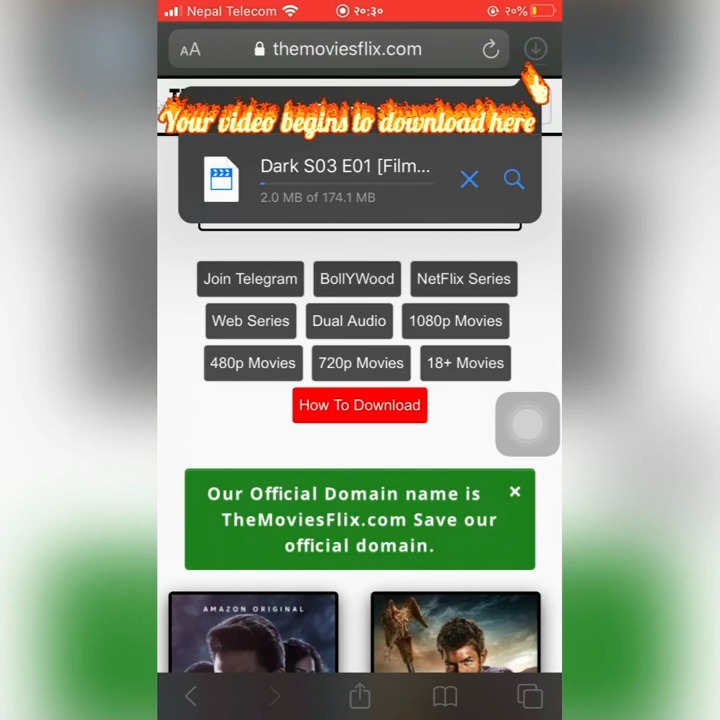 Nepal Telecom २०:३० २०%
AA themoviesflix.com
Your video begins to download here
Dark S03 E01 [Film...
2.0 MB of 174.1 MB
Join Telegram BollYWood NetFlix Series
Web Series Dual Audio 1080p Movies
480p Movies 720p Movies 18+ Movies
How To Download
Our Official Domain name is
TheMoviesFlix.com Save our
official domain.
AMAZON ORIGINAL